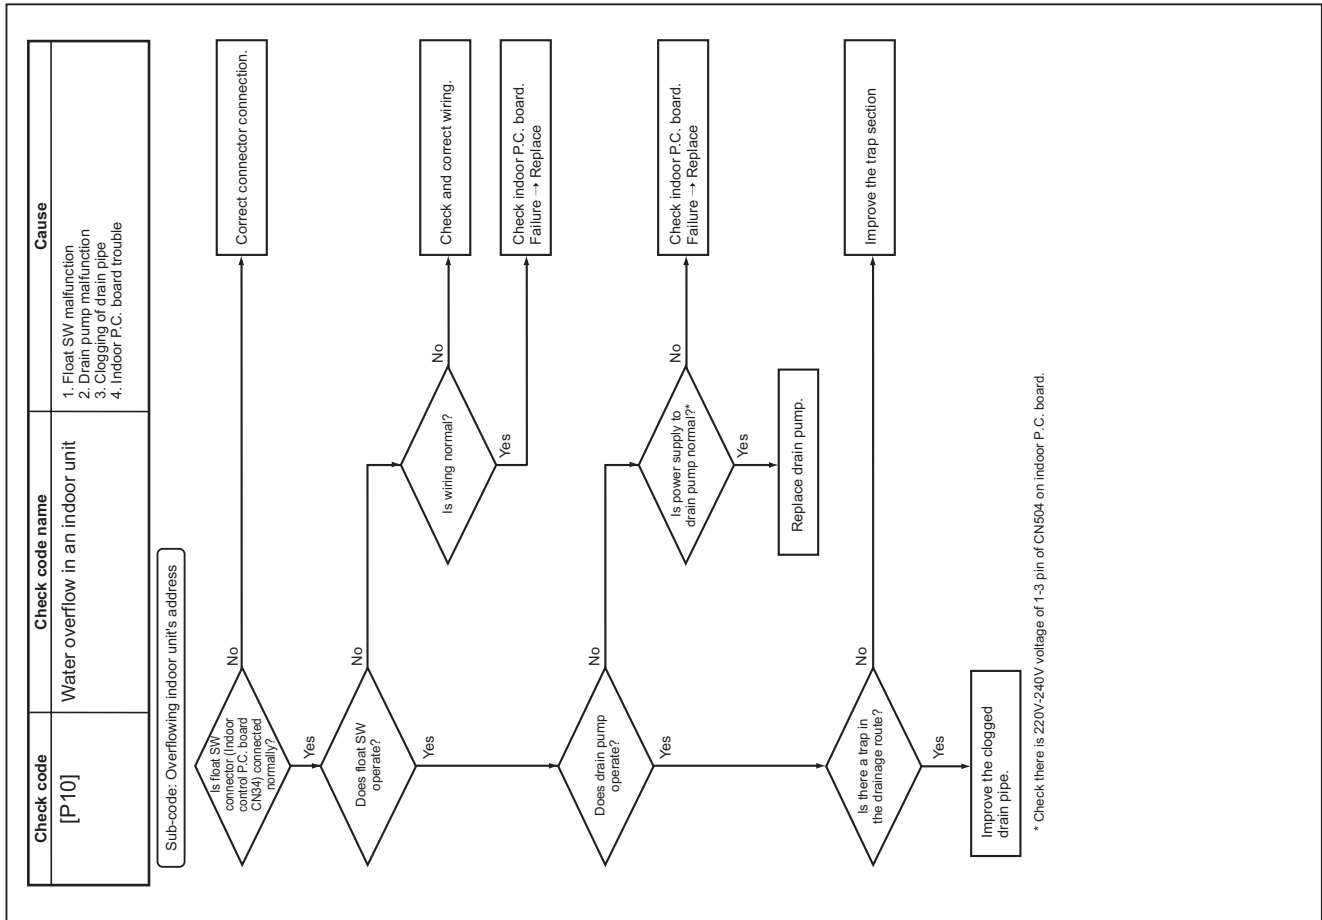 Check code
Check code name
Cause
[P10]
Water overflow in an indoor unit
1. Float SW malfunction
2. Drain pump malfunction
3. Clogging of drain pipe
4. Indoor P.C. board trouble
Sub-code: Overflowing indoor unit's address
Is float SW
connector (Indoor
control P.C. board
CN34) connected
normally?
No
Correct connector connection.
Yes
Does float SW
operate?
No
Is wiring normal?
No
Check and correct wiring.
Yes
Check indoor P.C. board.
Failure → Replace
Yes
Does drain pump
operate?
No
Is power supply to
drain pump normal?*
No
Check indoor P.C. board.
Failure → Replace
Yes
Replace drain pump.
Yes
Is there a trap in
the drainage route?
No
Improve the trap section
Yes
Improve the clogged
drain pipe.
* Check there is 220V-240V voltage of 1-3 pin of CN504 on indoor P.C. board.